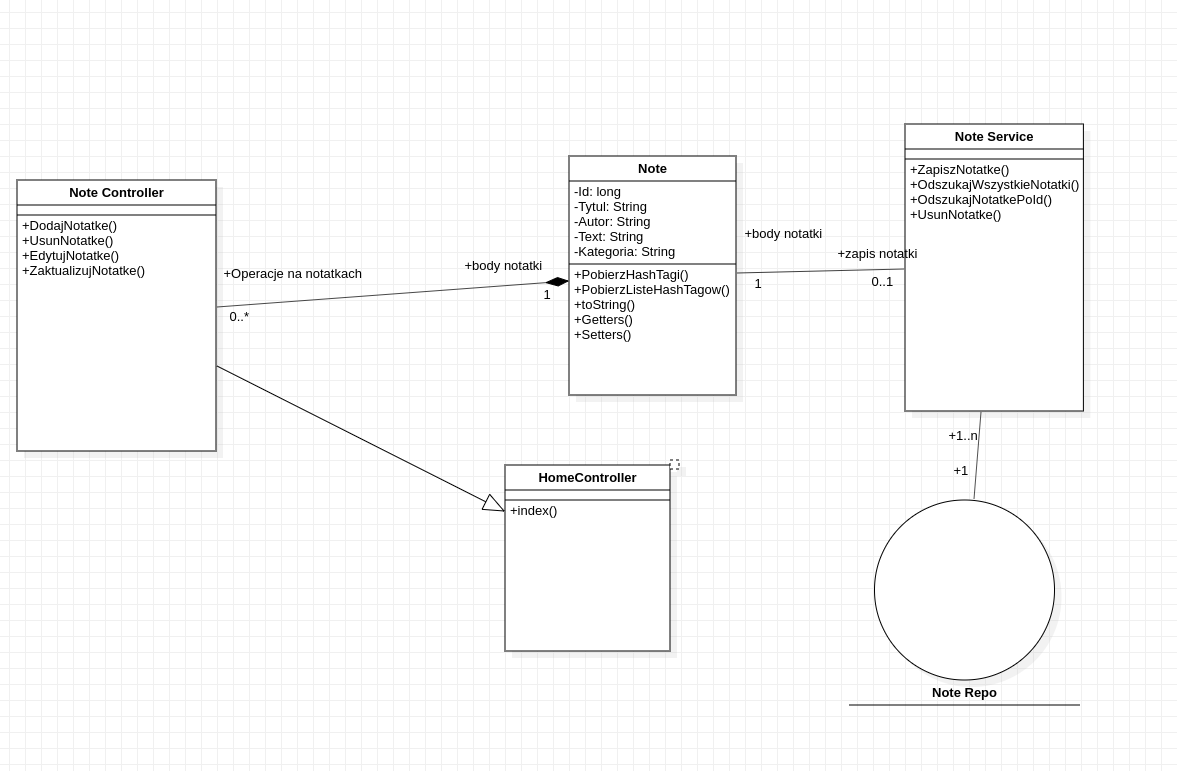 Note Controller
+DodajNotatke()
+UsunNotatke()
+EdytujNotatke()
+ZaktualizujNotatke()
+Operacje na notatkach
0..*
+body notatki
1
Note
-Id: long
-Tytul: String
-Autor: String
-Text: String
-Kategoria: String
+PobierzHashTagi()
+PobierzListeHashTagow()
+toString()
+Getters()
+Setters()
+body notatki
1
+zapis notatki
0..1
Note Service
+ZapiszNotatke()
+OdszukajWszystkieNotatki()
+OdszukajNotatkePoId()
+UsunNotatke()
+1..n
+1
HomeController
+index()
Note Repo